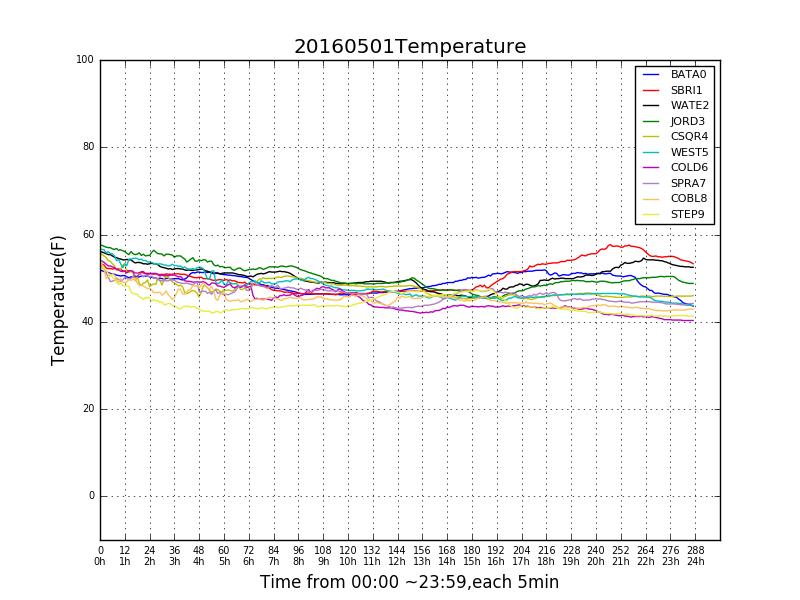 20160501Temperature
100
80
60
40
20
0
Temperature(F)
BATA0
SBRI1
WATE2
JORD3
CSQR4
WEST5
COLD6
SPRA7
COBL8
STEP9
0 12 24 36 48 60 72 84 96 108 120 132 144 156 168 180 192 204 216 228 240 252 264 276 288
0h 1h 2h 3h 4h 5h 6h 7h 8h 9h 10h 11h 12h 13h 14h 15h 16h 17h 18h 19h 20h 21h 22h 23h 24h
Time from 00:00 ~23:59,each 5min